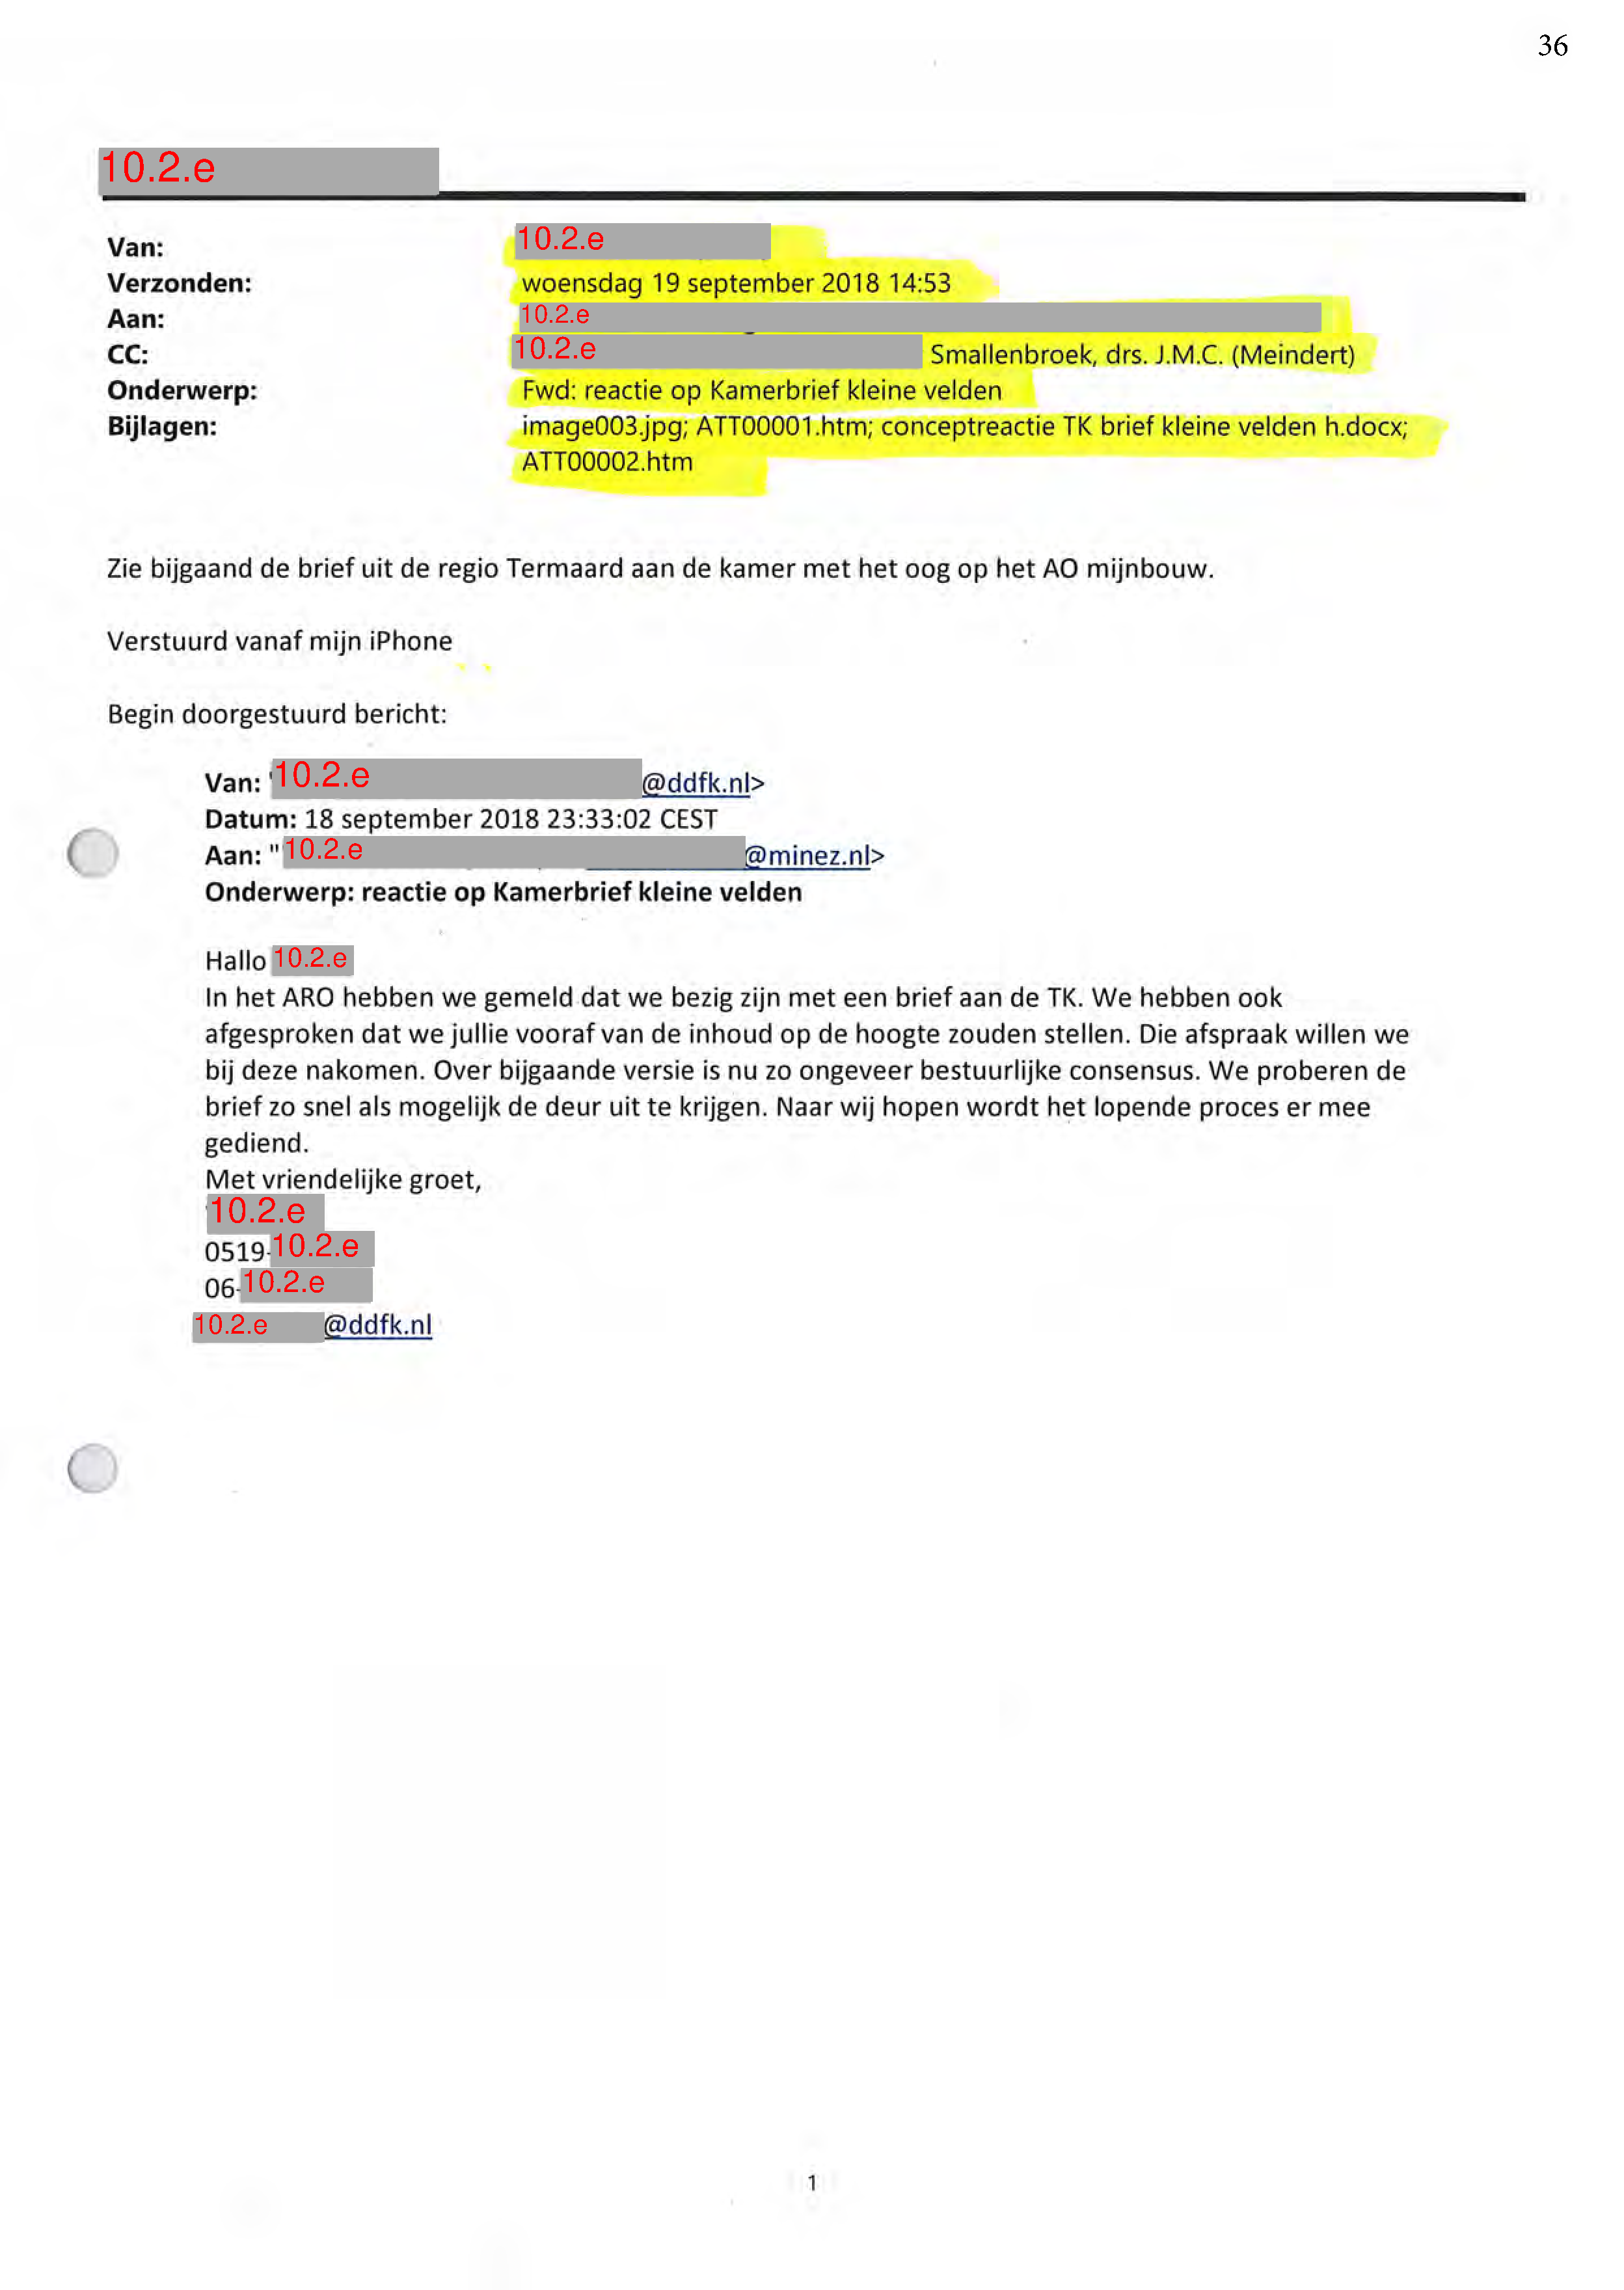 36
10.2.e
Van: 10.2.e
Verzonden: woensdag 19 september 2018 14:53
Aan: 10.2.e
CC: 10.2.e Smallenbroek, drs. J.M.C. (Meindert)
Onderwerp: Fwd: reactie op Kamerbrief kleine velden
Bijlagen: image003.jpg; ATT00001.htm; conceptreactie TK brief kleine velden h.docx;
ATT00002.htm
Zie bijgaand de brief uit de regio Termaard aan de kamer met het oog op het AO mijnbouw.
Verstuurd vanaf mijn iPhone
Begin doorgestuurd bericht:
Van: 10.2.e @ddfk.nl>
Datum: 18 september 2018 23:33:02 CEST
Aan: "10.2.e @minez.nl>
Onderwerp: reactie op Kamerbrief kleine velden
Hallo 10.2.e
In het ARO hebben we gemeld dat we bezig zijn met een brief aan de TK. We hebben ook
afgesproken dat we jullie vooraf van de inhoud op de hoogte zouden stellen. Die afspraak willen we
bij deze nakomen. Over bijgaande versie is nu zo ongeveer bestuurlijke consensus. We proberen de
brief zo snel als mogelijk de deur uit te krijgen. Naar wij hopen wordt het lopende proces er mee
gediend.
Met vriendelijke groet,
10.2.e
0519-10.2.e
06-10.2.e
10.2.e @ddfk.nl
1